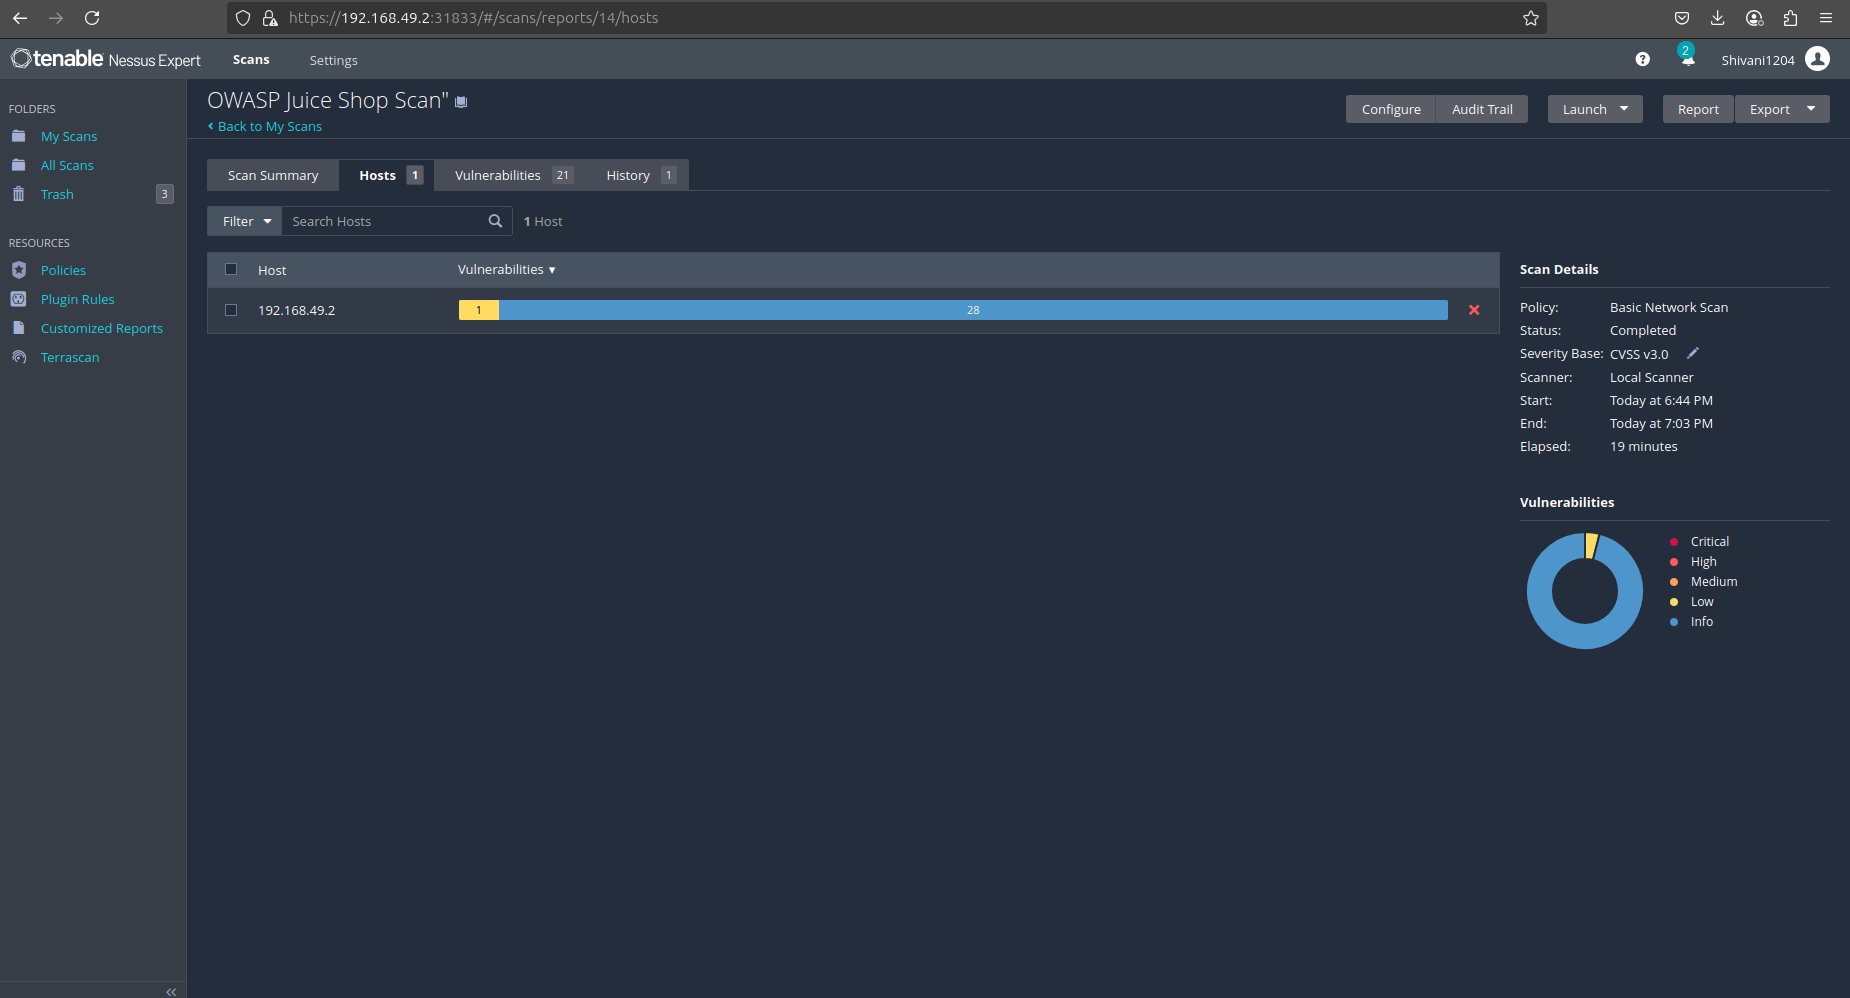 https://192.168.49.2:31833/#/scans/reports/14/hosts
tenable Nessus Expert
Scans
Settings
?
2
Shivani1204
FOLDERS
My Scans
All Scans
Trash
3
RESOURCES
Policies
Plugin Rules
Customized Reports
Terrascan
OWASP Juice Shop Scan"
Back to My Scans
Configure
Audit Trail
Launch
Report
Export
Scan Summary
Hosts 1
Vulnerabilities 21
History 1
Filter
Search Hosts
1 Host
Host
Vulnerabilities
192.168.49.2
1
28
Scan Details
Policy: Basic Network Scan
Status: Completed
Severity Base: CVSS v3.0
Scanner: Local Scanner
Start: Today at 6:44 PM
End: Today at 7:03 PM
Elapsed: 19 minutes
Vulnerabilities
Critical
High
Medium
Low
Info